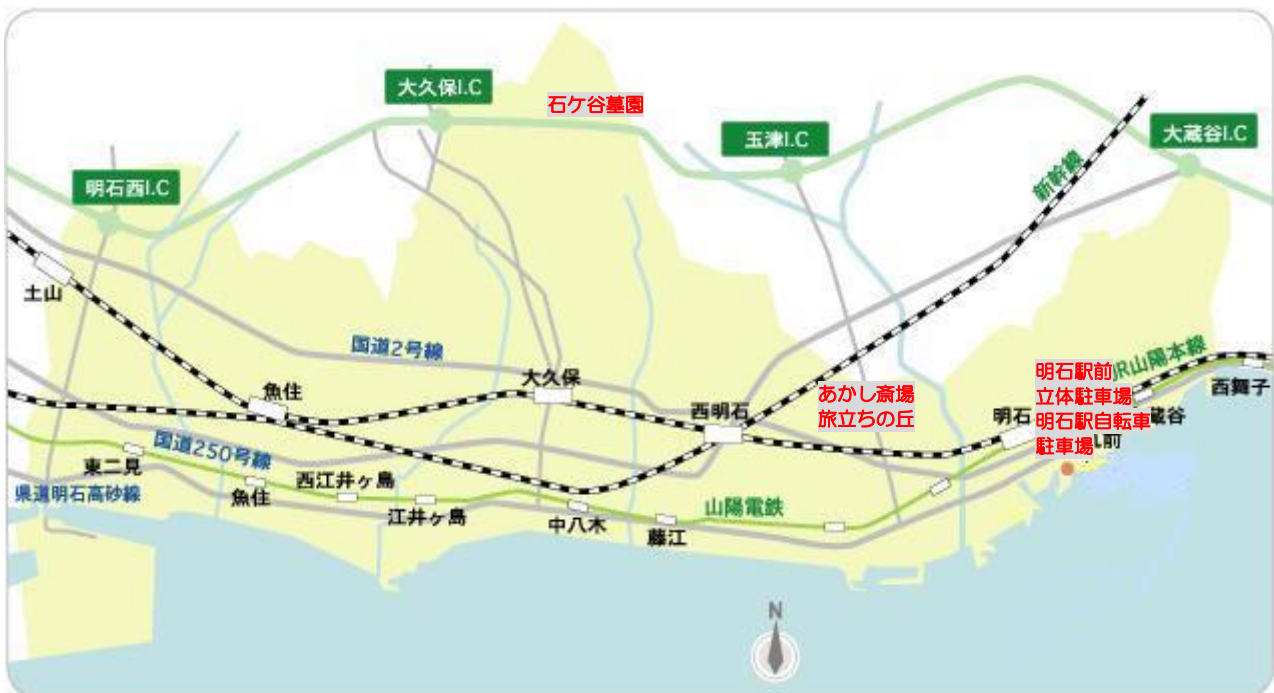 大久保I.C
石ケ谷墓園
玉津I.C
大蔵谷I.C
明石西I.C
新幹線
土山
国道2号線
魚住
大久保
西明石
あかし斎場
旅立ちの丘
明石駅前
立体駐車場
明石駅自転車
駐車場
JR山陽本線
西舞子
明石
蔵谷
前
国道250号線
東二見
県道明石高砂線
魚住
西江井ヶ島
江井ヶ島
中八木
藤江
山陽電鉄
N